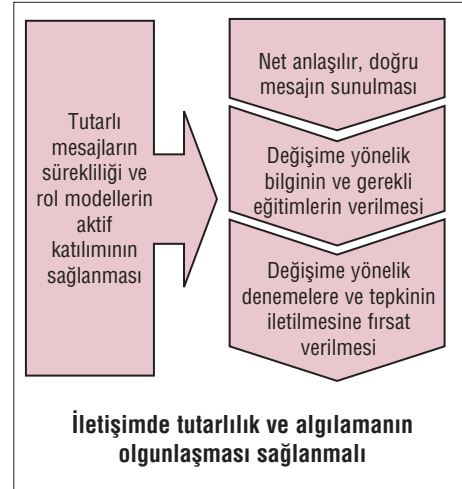 Tutarlı
mesajların
sürekliliği ve
rol modellerin
aktif
katılımının
sağlanması
Net anlaşılır, doğru
mesajın sunulması
Değişime yönelik
bilginin ve gerekli
eğitimlerin verilmesi
Değişime yönelik
denemelere ve tepkinin
iletilmesine fırsat
verilmesi
İletişimde tutarlılık ve algılamanın
olgunlaşması sağlanmalı